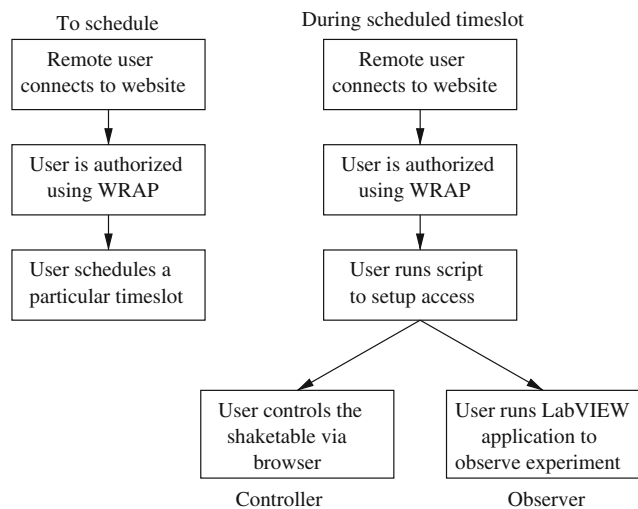 To schedule
Remote user
connects to website
User is authorized
using WRAP
User schedules a
particular timeslot
During scheduled timeslot
Remote user
connects to website
User is authorized
using WRAP
User runs script
to setup access
User controls the
shaketable via
browser
Controller
User runs LabVIEW
application to
observe experiment
Observer